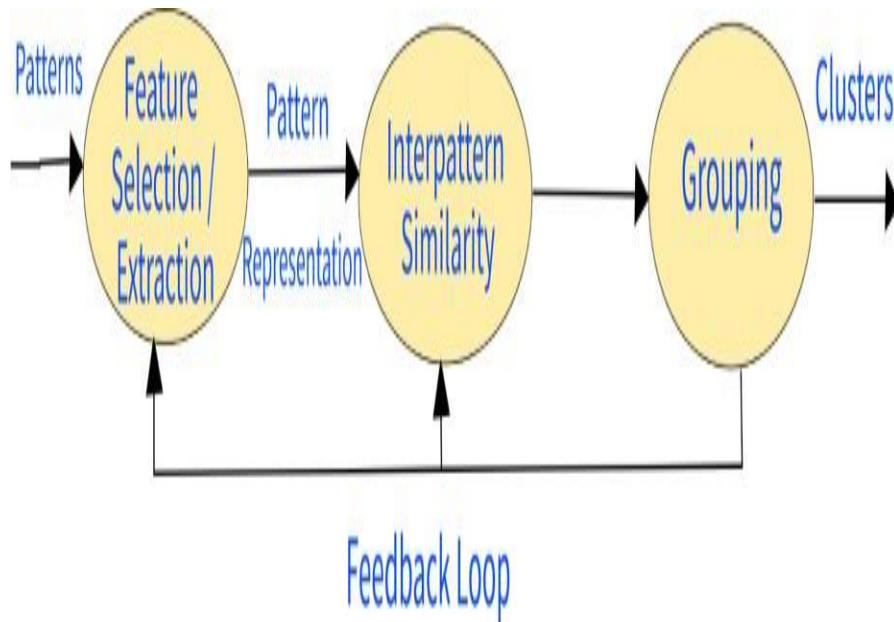 Patterns
Feature
Selection /
Extraction
Pattern
Representation
Interpattern
Similarity
Grouping
Clusters
Feedback Loop